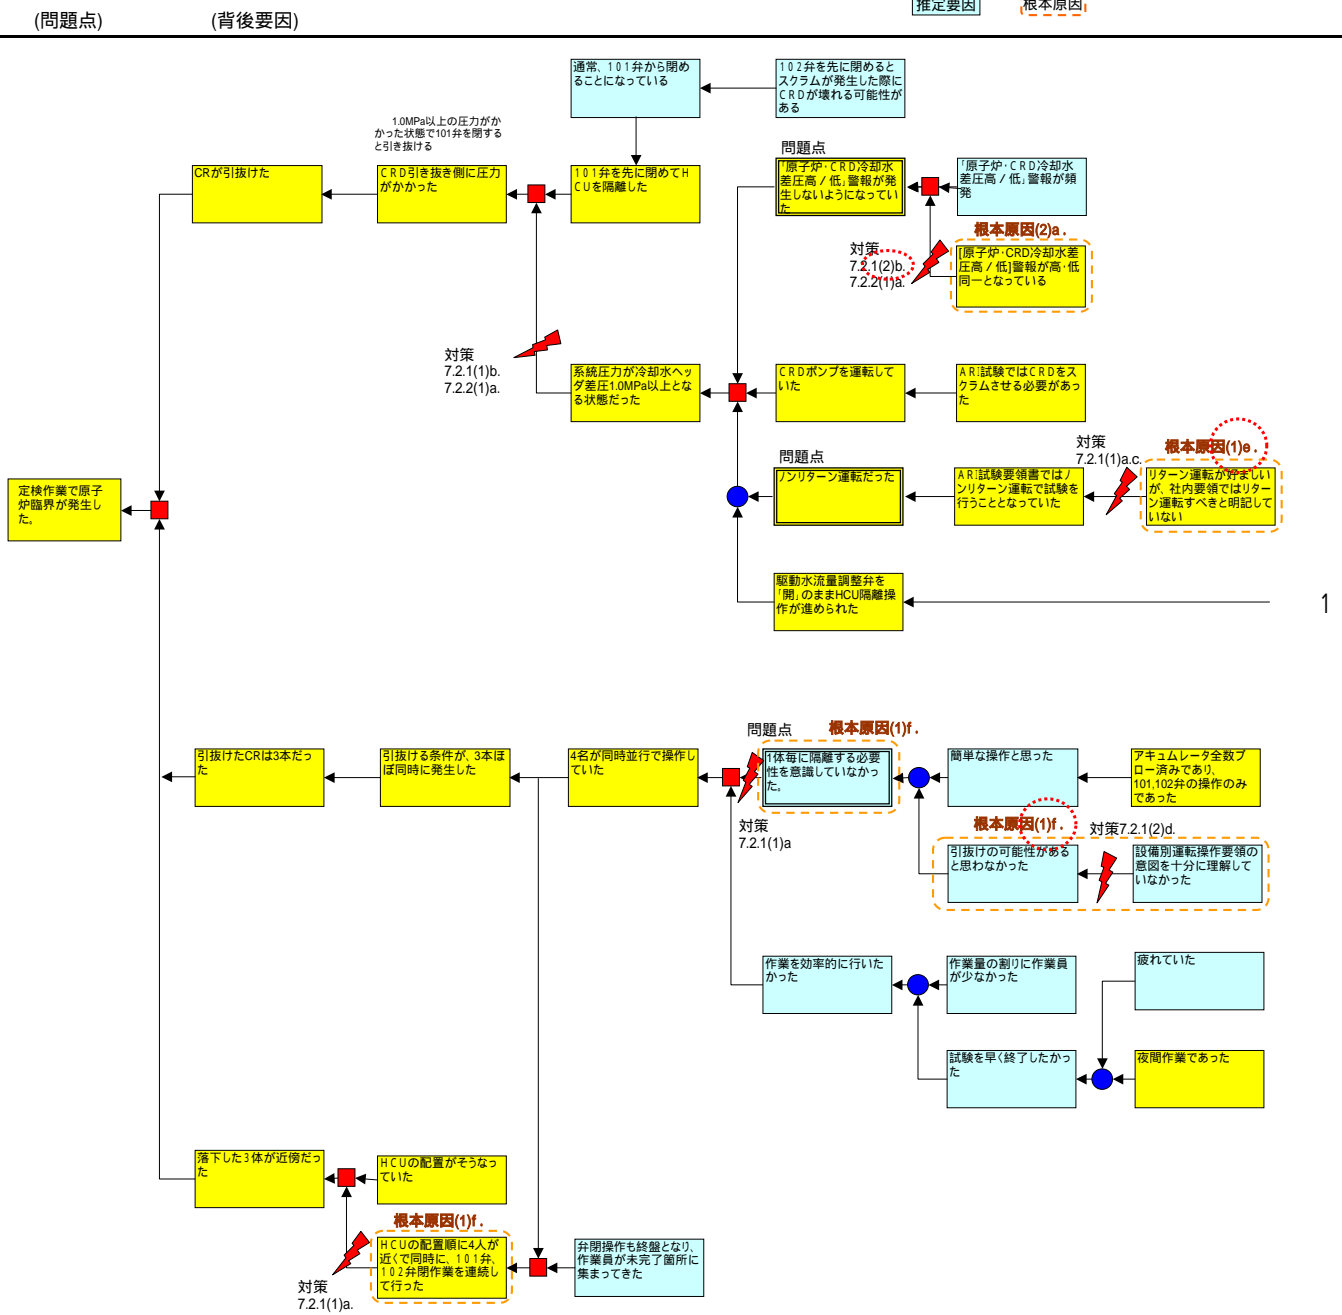 推定要因
根本原因
(問題点)
(背後要因)
通常、101弁から閉め
ることになっている
102弁を先に閉めると
スクラムが発生した際に
CRDが壊れる可能性が
ある
1.0MPa以上の圧力がか
かった状態で101弁を閉する
と引き抜ける
CRが引抜けた
CRD引き抜き側に圧力
がかかった
101弁を先に閉めてH
CUを隔離した
問題点
「原子炉・CRD冷却水
差圧高/低」警報が発
生しないようになってい
た
「原子炉・CRD冷却水
差圧高/低」警報が頻
発
根本原因(2)a.
対策
7.2.1(2)b.
7.2.2(1)a.
[原子炉・CRD冷却水差
圧高/低]警報が高・低
同一となっている
対策
7.2.1(1)b.
7.2.2(1)a.
系統圧力が冷却水ヘッ
ダ差圧1.0MPa以上とな
る状態だった
CRDポンプを運転して
いた
ARI試験ではCRDをス
クラムさせる必要があっ
た
対策
7.2.1(1)a.c.
根本原因(1)e.
問題点
ノンリターン運転だった
ARI試験要領書ではノ
ンリターン運転で試験を
行うこととなっていた
リターン運転が好ましい
が、社内要領ではリター
ン運転すべきと明記して
いない
定検作業で原子
炉臨界が発生し
た。
駆動水流量調整弁を
「開」のままHCU隔離操
作が進められた
1
引抜けたCRは3本だっ
た
引抜ける条件が、3本ほ
ぼ同時に発生した
4名が同時並行で操作し
ていた
問題点
根本原因(1)f.
1体毎に隔離する必要
性を意識していなかっ
た。
簡単な操作と思った
アキュムレータ全数ブ
ロー済みであり、
101,102弁の操作のみ
であった
対策
7.2.1(1)a
根本原因(1)f.
対策7.2.1(2)d.
引抜けの可能性がある
と思わなかった
設備別運転操作要領の
意図を十分に理解して
いなかった
作業を効率的に行いた
かった
作業量の割りに作業員
が少なかった
疲れていた
試験を早く終了したかっ
た
夜間作業であった
落下した3体が近傍だっ
た
HCUの配置がそうなっ
ていた
根本原因(1)f.
HCUの配置順に4人が
近くで同時に、101弁、
102弁閉作業を連続し
て行った
弁閉操作も終盤となり、
作業員が未完了箇所に
集まってきた
対策
7.2.1(1)a.